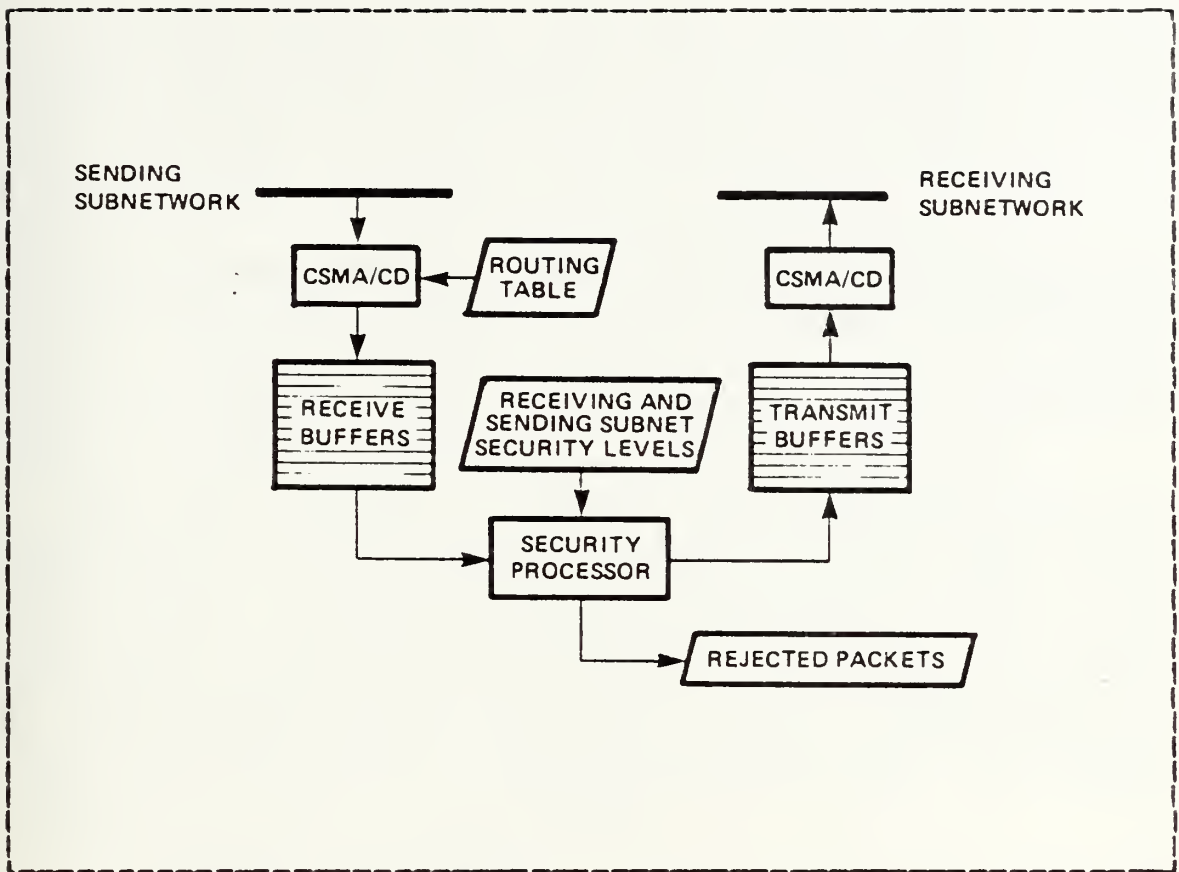 SENDING
SUBNETWORK
RECEIVING
SUBNETWORK
CSMA/CD
ROUTING
TABLE
CSMA/CD
RECEIVE
BUFFERS
RECEIVING AND
SENDING SUBNET
SECURITY LEVELS
TRANSMIT
BUFFERS
SECURITY
PROCESSOR
REJECTED PACKETS